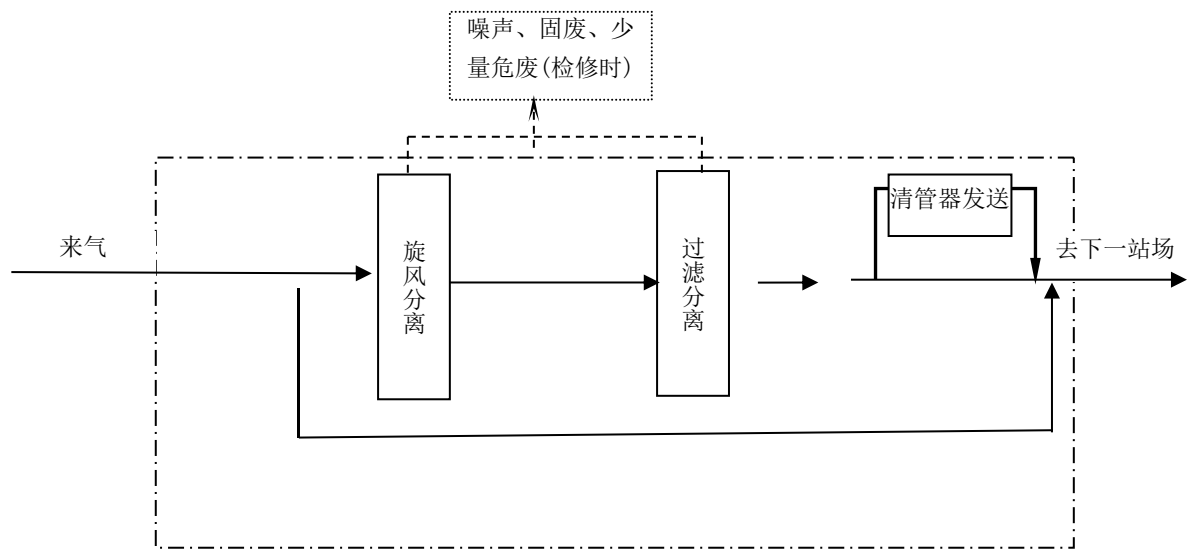 噪声、固废、少
量危废(检修时)
清管器发送
来气
旋风分离
过滤分离
去下一站场